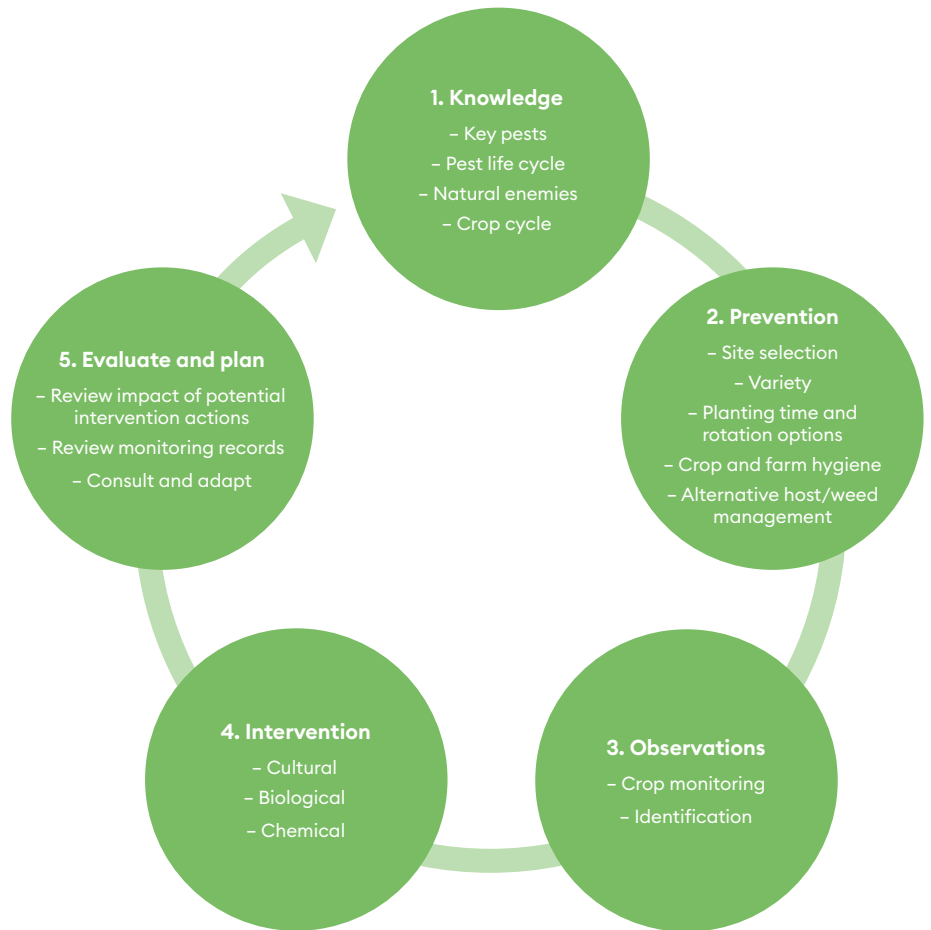 1. Knowledge
– Key pests
– Pest life cycle
– Natural enemies
– Crop cycle
2. Prevention
– Site selection
– Variety
– Planting time and
rotation options
– Crop and farm hygiene
– Alternative host/weed
management
3. Observations
– Crop monitoring
– Identification
4. Intervention
– Cultural
– Biological
– Chemical
5. Evaluate and plan
– Review impact of potential
intervention actions
– Review monitoring records
– Consult and adapt